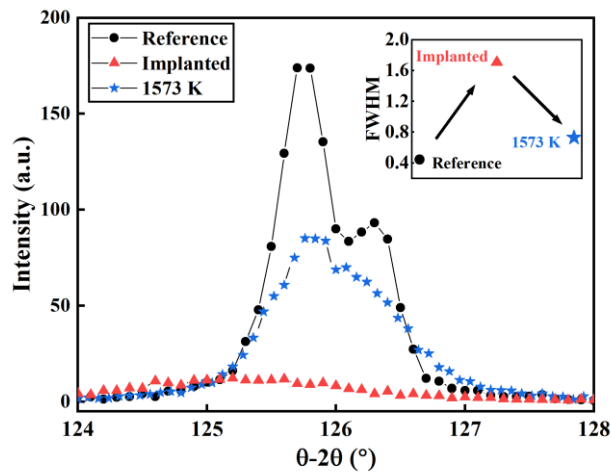 200
150
100
50
0
Intensity (a.u.)
Reference
Implanted
1573 K
2.0
1.6
1.2
0.8
0.4
FWHM
Implanted
1573 K
Reference
124 125 126 127 128
θ-2θ (°)